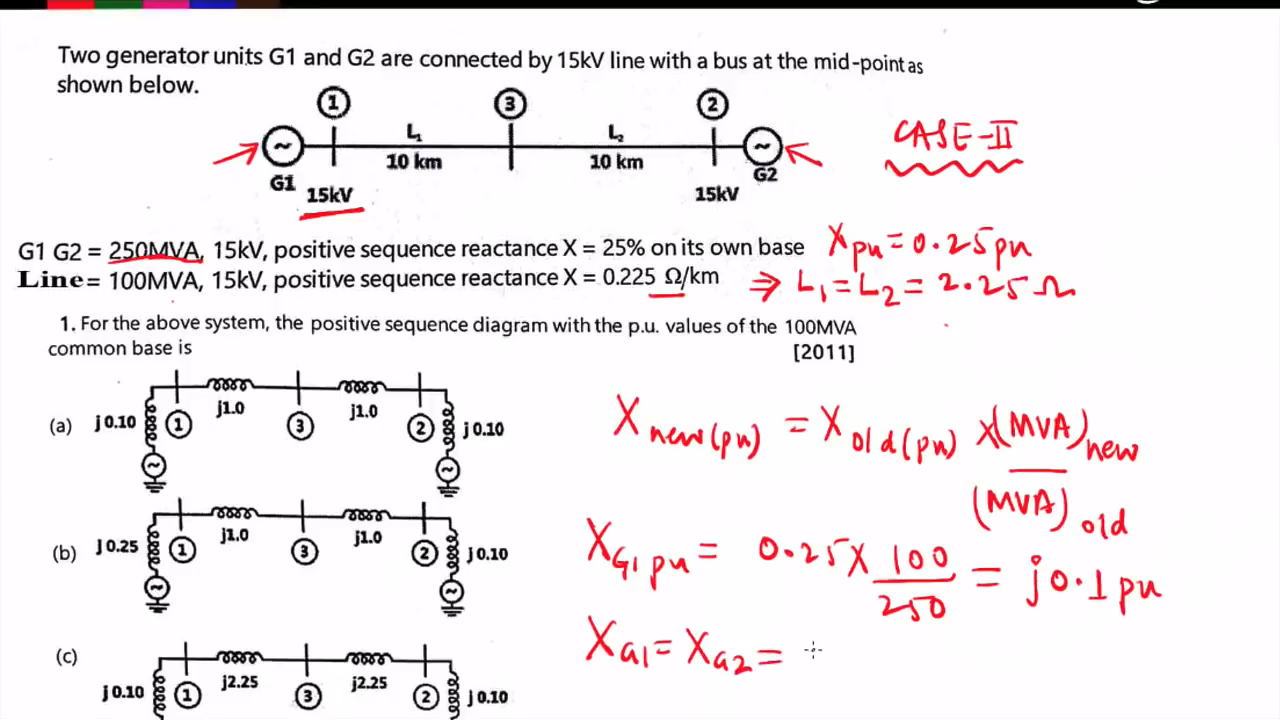 Two generator units G1 and G2 are connected by 15kV line with a bus at the mid-point as
shown below.
1 3 2
L₁ L₂
10 km 10 km
G1 G2
15kV 15kV
CASE-II
G1 G2 = 250MVA, 15kV, positive sequence reactance X = 25% on its own base
Xpu = 0.25pu
Line= 100MVA, 15kV, positive sequence reactance X = 0.225 Ω/km
⇒ L₁ = L₂ = 2.25 Ω
1. For the above system, the positive sequence diagram with the p.u. values of the 100MVA
common base is [2011]
(a) j0.10 j1.0 j1.0 j0.10
1 3 2
(b) J0.25 j1.0 j1.0 j0.10
1 3 2
(c)
j0.10 j2.25 j2.25 j0.10
1 3 2
X new(pu) = X old(pu) X (MVA) new
(MVA) old
X G1 pu = 0.25 X 100 = j0.1 pu
250
X G1 = X G2 =